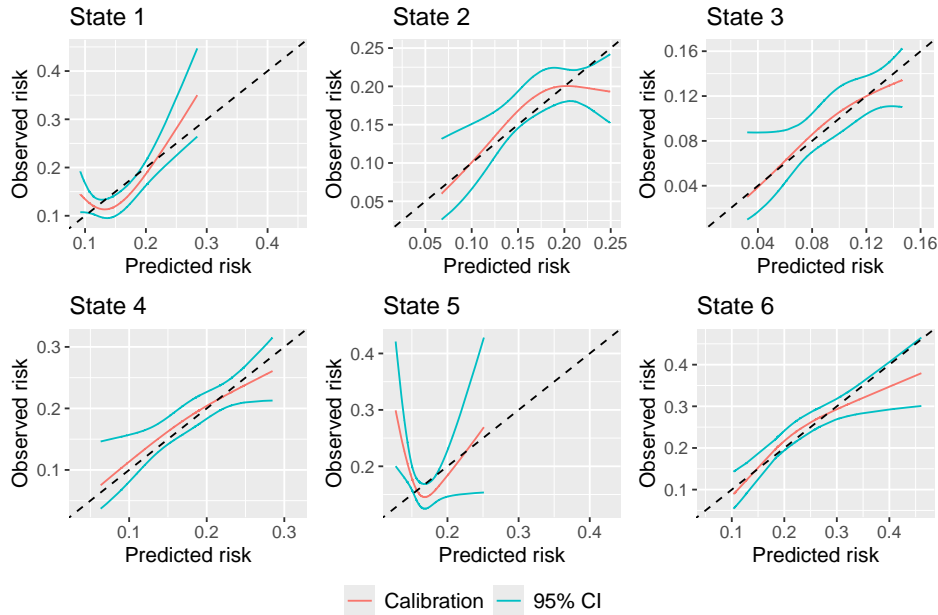 State 1
State 2
State 3
Observed risk
0.4
0.3
0.2
0.1
0.1
0.2
0.3
0.4
Predicted risk
Observed risk
0.25
0.20
0.15
0.10
0.05
0.05
0.10
0.15
0.20
0.25
Predicted risk
Observed risk
0.16
0.12
0.08
0.04
0.04
0.08
0.12
0.16
Predicted risk
State 4
State 5
State 6
Observed risk
0.3
0.2
0.1
0.1
0.2
0.3
Predicted risk
Observed risk
0.4
0.3
0.2
0.2
0.3
0.4
Predicted risk
Observed risk
0.4
0.3
0.2
0.1
0.1
0.2
0.3
0.4
Predicted risk
Calibration
95% CI